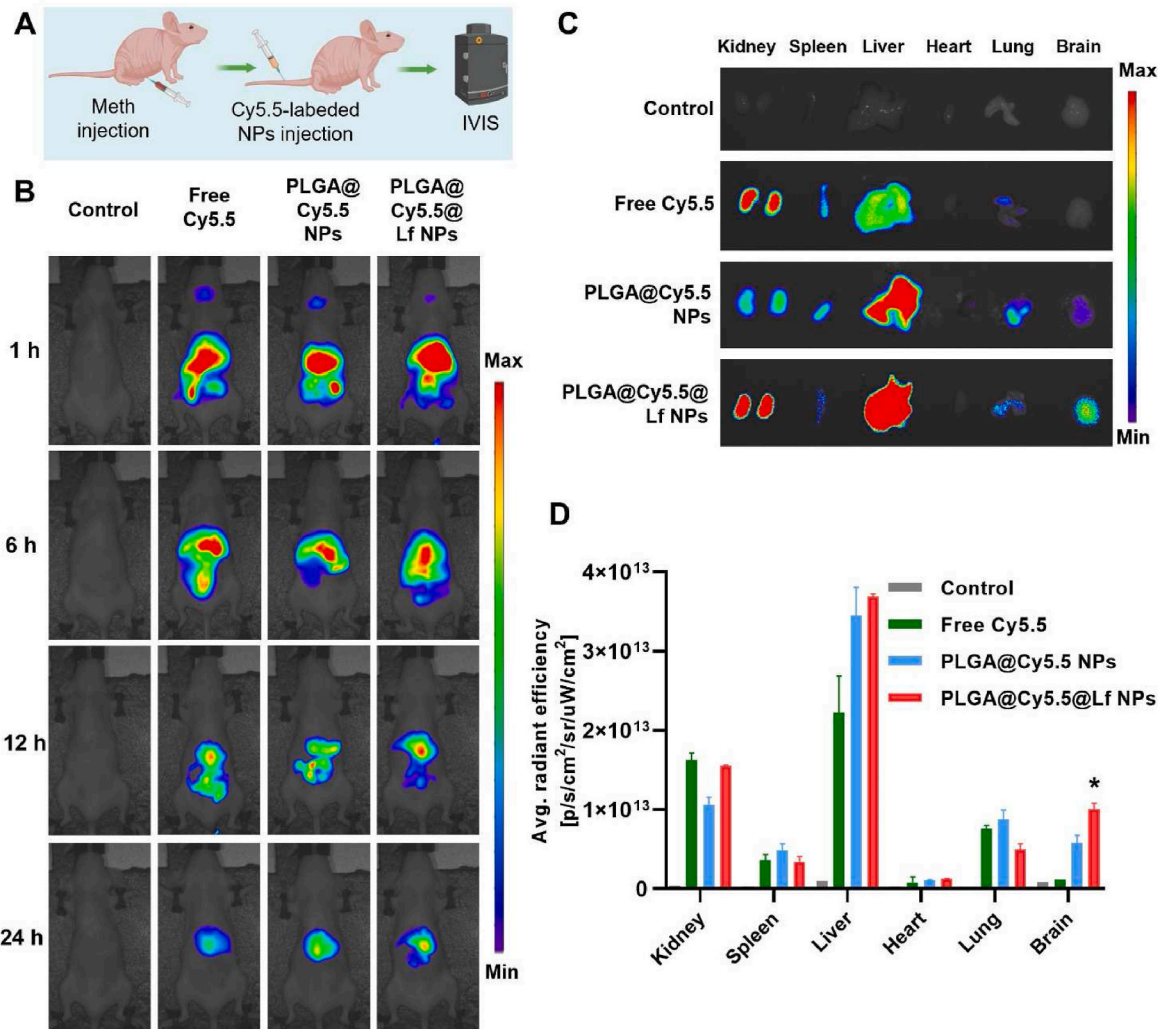 A
Meth
injection
Cy5.5-labeded
NPs injection
IVIS
B
Control
Free
Cy5.5
PLGA@
Cy5.5
NPs
PLGA@
Cy5.5@
Lf NPs
1 h
6 h
12 h
24 h
Max
Min
C
Kidney Spleen Liver Heart Lung Brain
Control
Free Cy5.5
PLGA@Cy5.5
NPs
PLGA@Cy5.5@
Lf NPs
Max
Min
D
Avg. radiant efficiency
[p/s/cm²/sr/uW/cm²]
4×10¹³
3×10¹³
2×10¹³
1×10¹³
0
Control
Free Cy5.5
PLGA@Cy5.5 NPs
PLGA@Cy5.5@Lf NPs
*
Kidney
Spleen
Liver
Heart
Lung
Brain